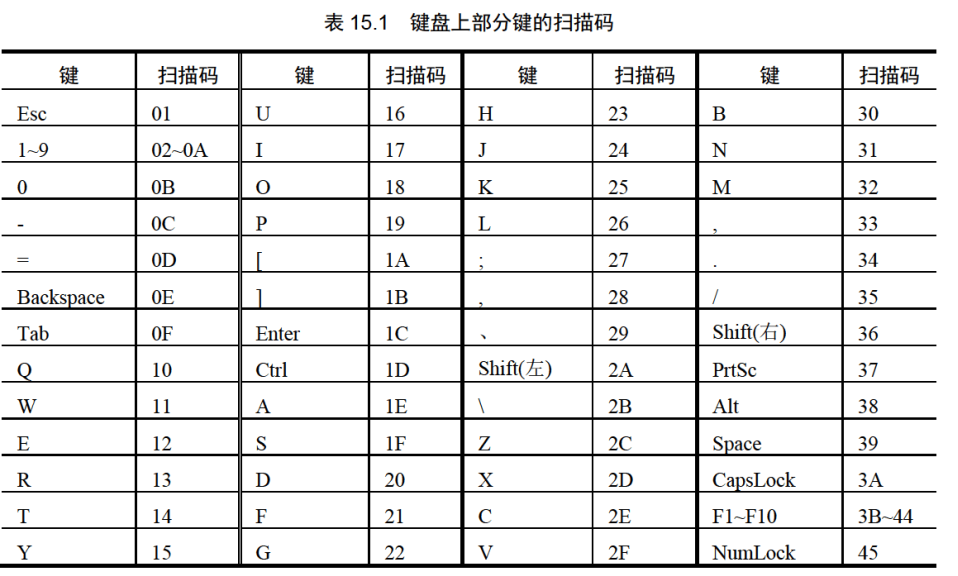 表 15.1 键盘上部分键的扫描码
键 扫描码 键 扫描码 键 扫描码 键 扫描码
Esc 01 U 16 H 23 B 30
1~9 02~0A I 17 J 24 N 31
0 0B O 18 K 25 M 32
- 0C P 19 L 26 , 33
= 0D [ 1A ; 27 . 34
Backspace 0E ] 1B , 28 / 35
Tab 0F Enter 1C 、 29 Shift(右) 36
Q 10 Ctrl 1D Shift(左) 2A PrtSc 37
W 11 A 1E \ 2B Alt 38
E 12 S 1F Z 2C Space 39
R 13 D 20 X 2D CapsLock 3A
T 14 F 21 C 2E F1~F10 3B~44
Y 15 G 22 V 2F NumLock 45